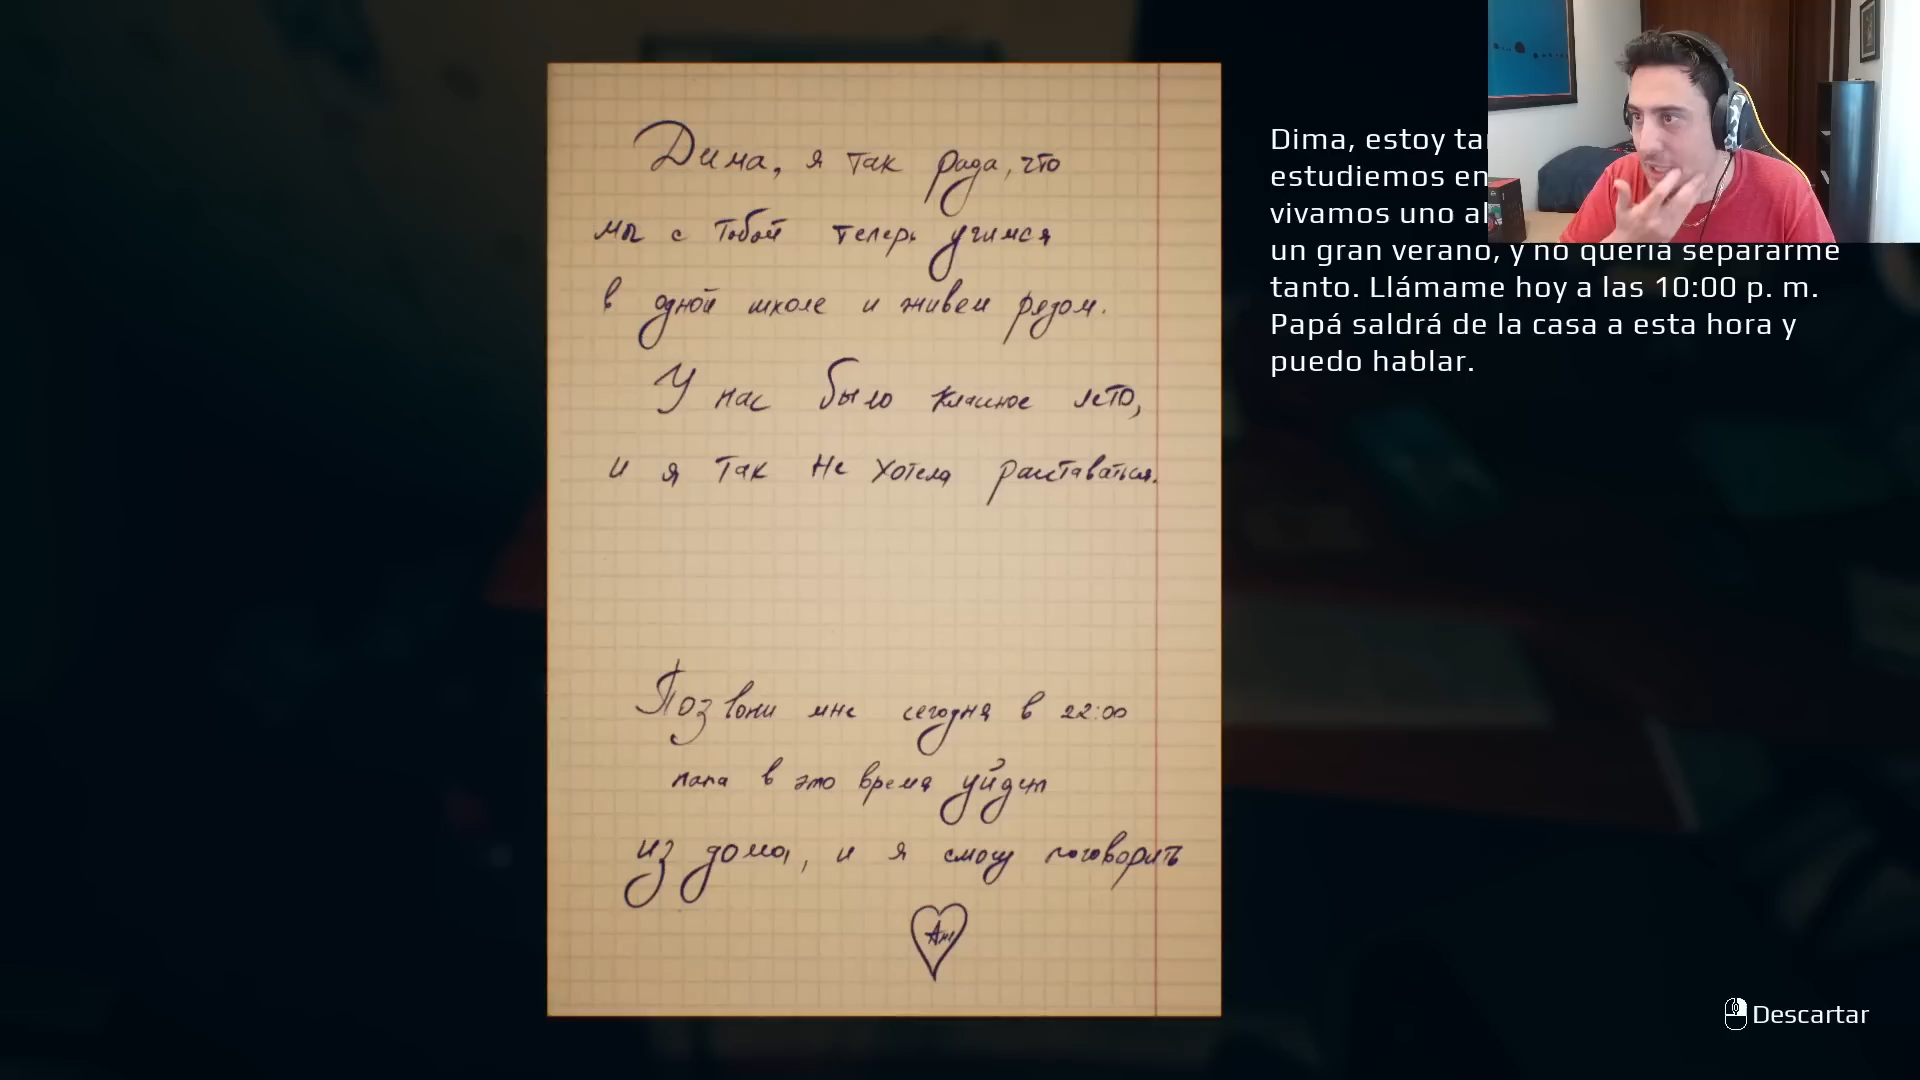 Дима, я так рада, что
мы с тобой теперь учимся
в одной школе и живем рядом.
У нас было классное лето,
и я так не хотела расставаться.
Позвони мне сегодня в 22:00
папа в это время уйдет
из дома, и я смогу поговорить
Аня
Dima, estoy ta
estudiemos en
vivamos uno al
un gran verano, y no quería separarme
tanto. Llámame hoy a las 10:00 p. m.
Papá saldrá de la casa a esta hora y
puedo hablar.
Descartar